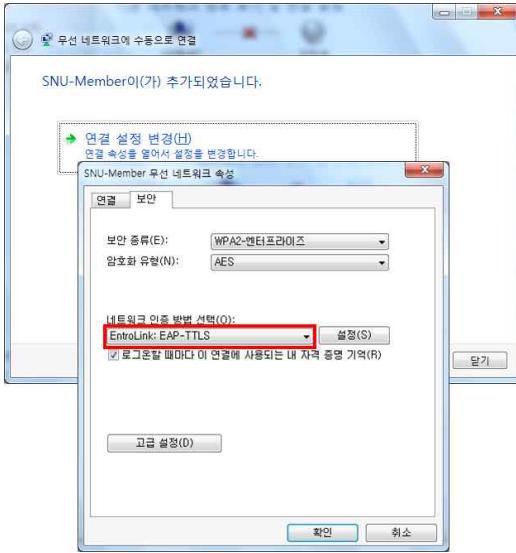 무선 네트워크에 수동으로 연결
SNU-Member이(가) 추가되었습니다.
연결 설정 변경(H)
연결 속성을 열어서 설정을 변경합니다.
SNU-Member 무선 네트워크 속성
연결 보안
보안 종류(E): WPA2-엔터프라이즈
암호화 유형(N): AES
네트워크 인증 방법 선택(O):
EntroLink: EAP-TTLS 설정(S)
로그온할 때마다 이 연결에 사용되는 내 자격 증명 기억(R)
닫기
고급 설정(D)
확인 취소